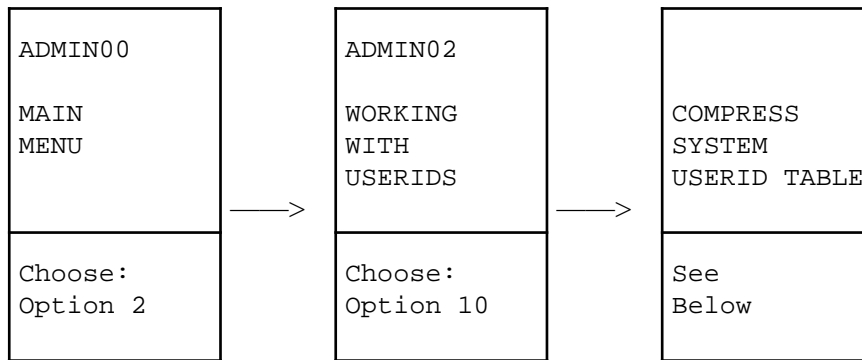 ADMIN00
MAIN
MENU
Choose:
Option 2
————>
ADMIN02
WORKING
WITH
USERIDS
Choose:
Option 10
————>
COMPRESS
SYSTEM
USERID TABLE
See
Below